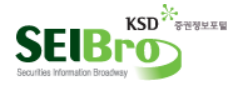 KSD 증권정보포털
SEIBro
Securities Information Broadway